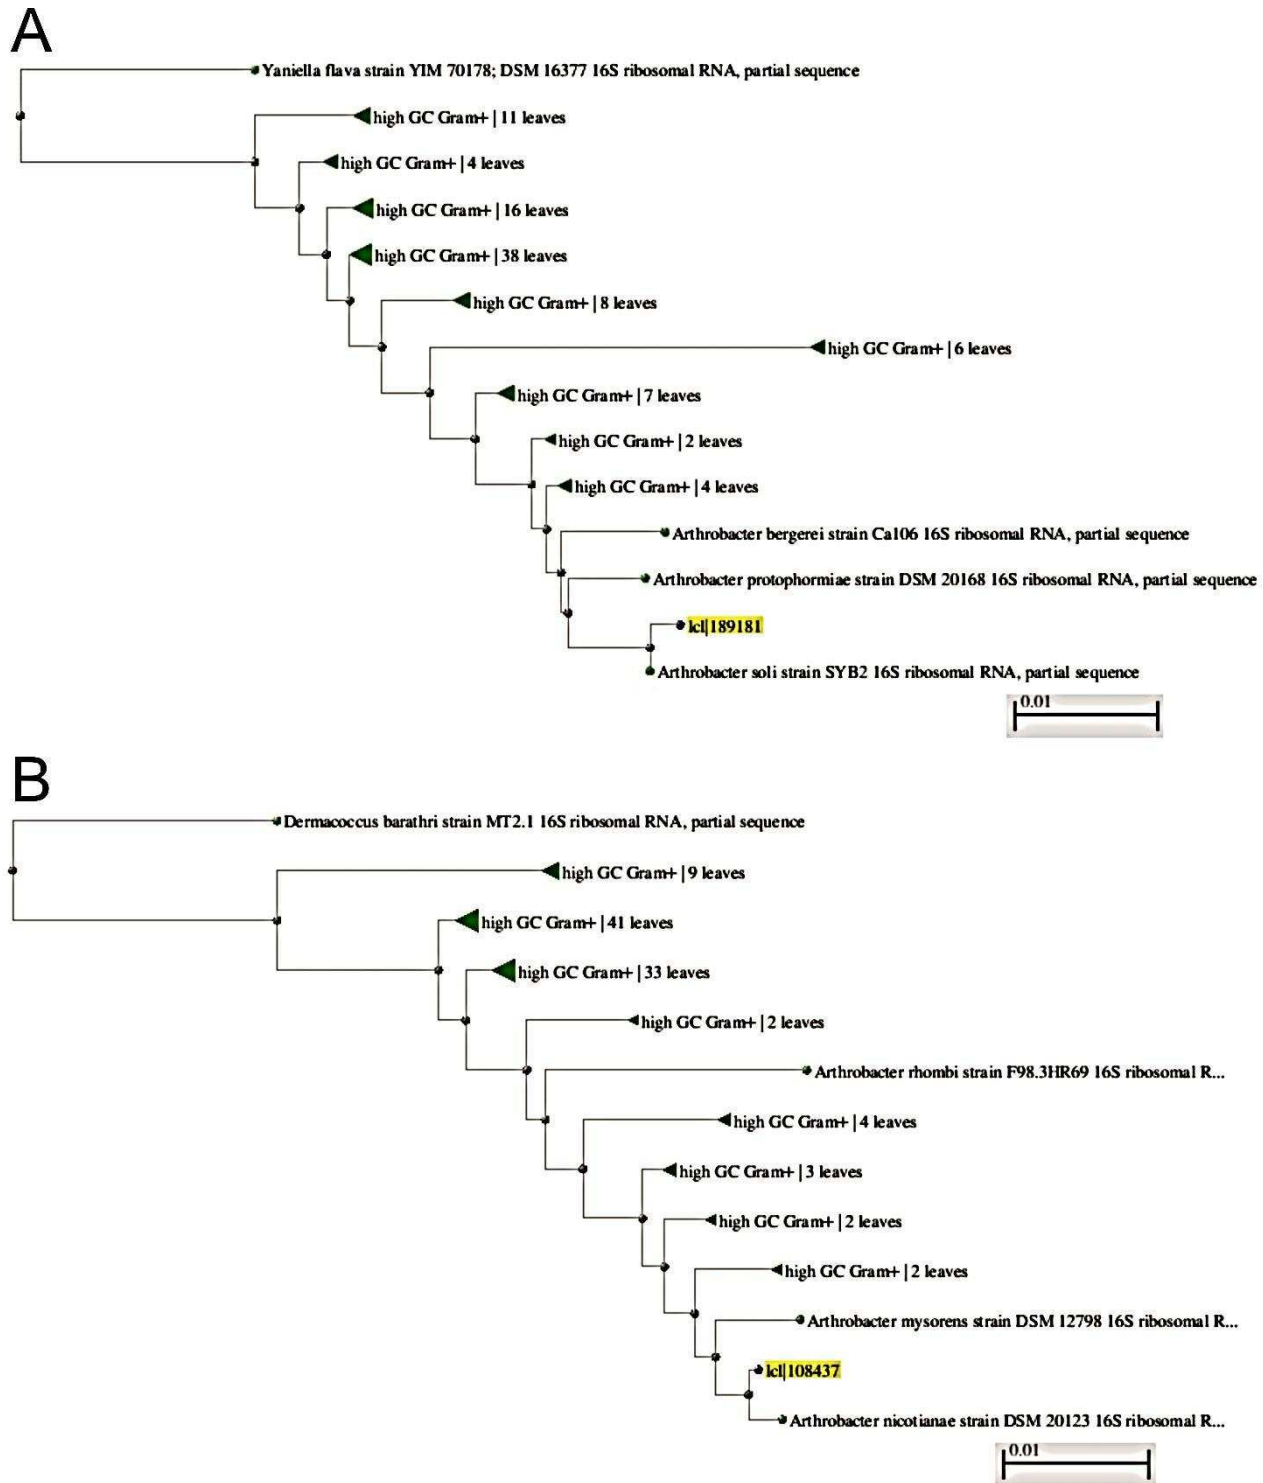 A
Yaniella flava strain YIM 70178; DSM 16377 16S ribosomal RNA, partial sequence
high GC Gram+ | 11 leaves
high GC Gram+ | 4 leaves
high GC Gram+ | 16 leaves
high GC Gram+ | 38 leaves
high GC Gram+ | 8 leaves
high GC Gram+ | 6 leaves
high GC Gram+ | 7 leaves
high GC Gram+ | 2 leaves
high GC Gram+ | 4 leaves
Arthrobacter bergerei strain Ca106 16S ribosomal RNA, partial sequence
Arthrobacter protophormiae strain DSM 20168 16S ribosomal RNA, partial sequence
lcl|189181
Arthrobacter soli strain SYB2 16S ribosomal RNA, partial sequence
0.01
B
Dermacoccus barathri strain MT2.1 16S ribosomal RNA, partial sequence
high GC Gram+ | 9 leaves
high GC Gram+ | 41 leaves
high GC Gram+ | 33 leaves
high GC Gram+ | 2 leaves
Arthrobacter rhombi strain F98.3HR69 16S ribosomal R...
high GC Gram+ | 4 leaves
high GC Gram+ | 3 leaves
high GC Gram+ | 2 leaves
high GC Gram+ | 2 leaves
Arthrobacter mysorens strain DSM 12798 16S ribosomal R...
lcl|108437
Arthrobacter nicotianae strain DSM 20123 16S ribosomal R...
0.01